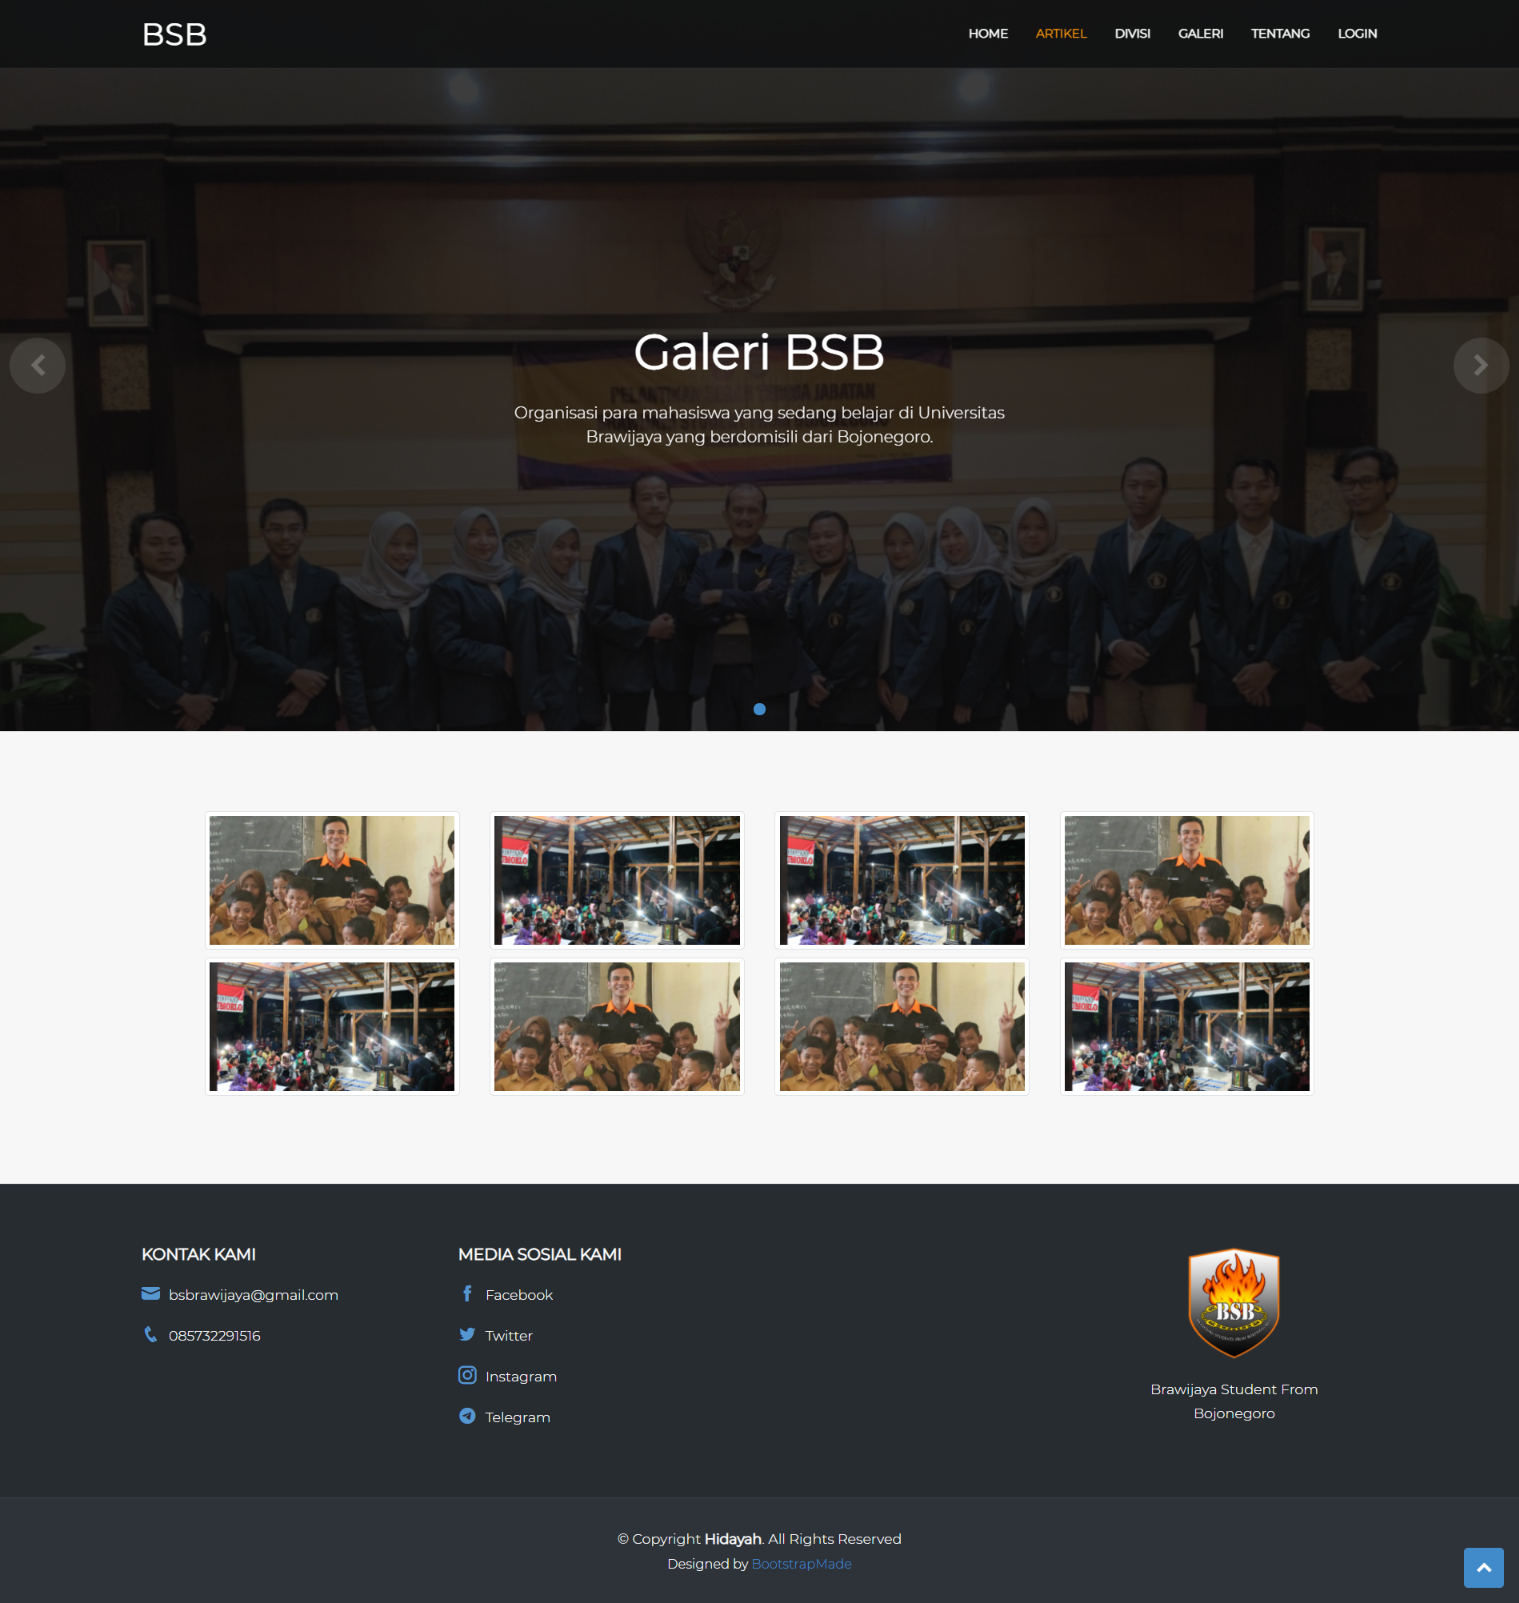 BSB
HOME ARTIKEL DIVISI GALERI TENTANG LOGIN
Galeri BSB
PELANTIKAN JABATAN
Organisasi para mahasiswa yang sedang belajar di Universitas
Brawijaya yang berdomisili dari Bojonegoro.
KONTAK KAMI
bsbrawijaya@gmail.com
085732291516
MEDIA SOSIAL KAMI
Facebook
Twitter
Instagram
Telegram
BSB
Brawijaya Student From
Bojonegoro
© Copyright Hidayah. All Rights Reserved
Designed by BootstrapMade